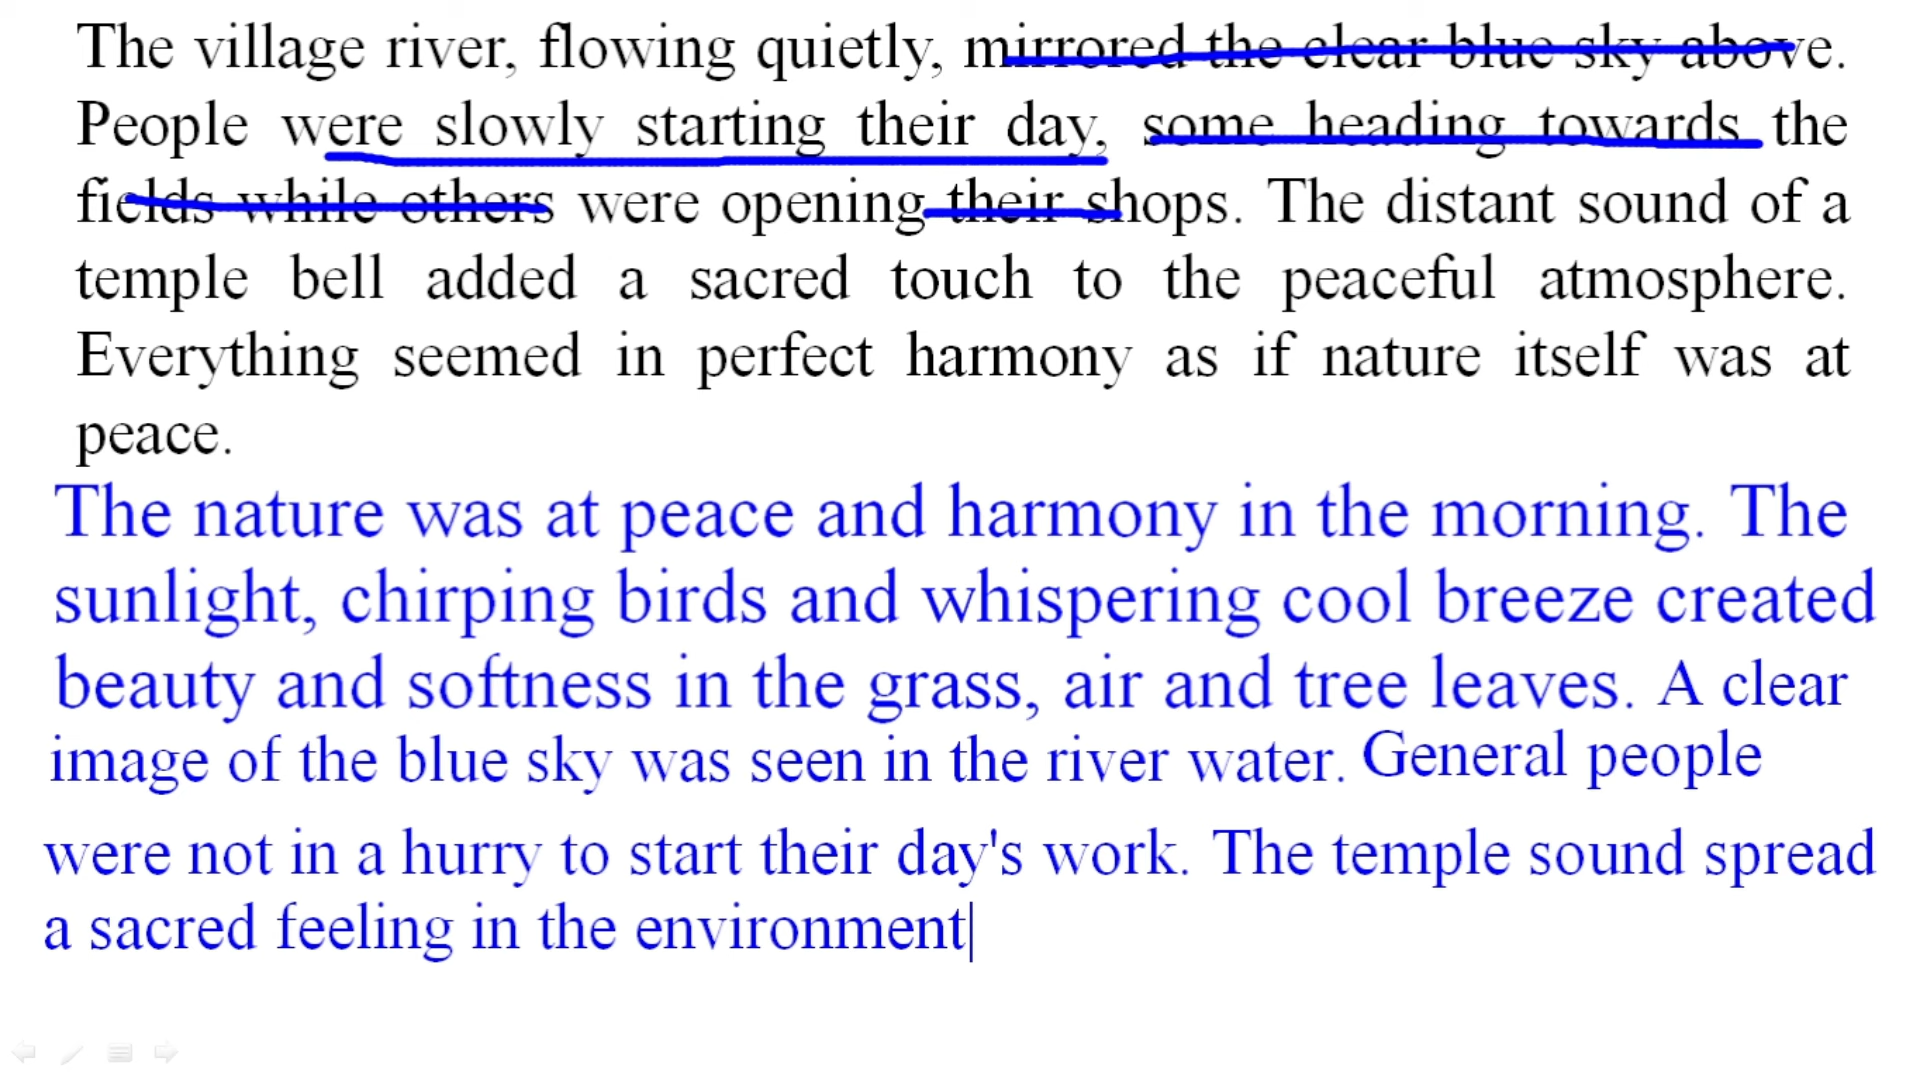 The village river, flowing quietly, mirrored the clear blue sky above.
People were slowly starting their day, some heading towards the
fields while others were opening their shops. The distant sound of a
temple bell added a sacred touch to the peaceful atmosphere.
Everything seemed in perfect harmony as if nature itself was at
peace.
The nature was at peace and harmony in the morning. The
sunlight, chirping birds and whispering cool breeze created
beauty and softness in the grass, air and tree leaves. A clear
image of the blue sky was seen in the river water. General people
were not in a hurry to start their day's work. The temple sound spread
a sacred feeling in the environment